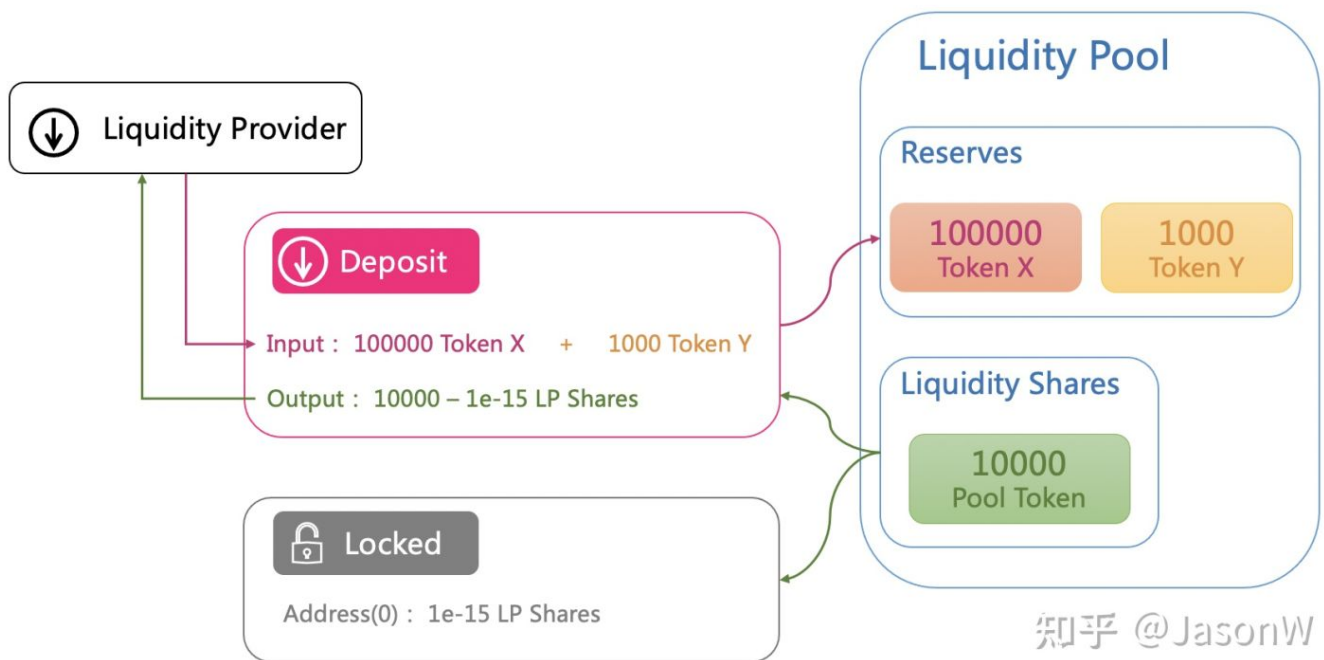 Liquidity Pool
Liquidity Provider
Reserves
100000
Token X
1000
Token Y
Deposit
Input : 100000 Token X + 1000 Token Y
Output : 10000 – 1e-15 LP Shares
Liquidity Shares
10000
Pool Token
Locked
Address(0) : 1e-15 LP Shares
知乎 @JasonW